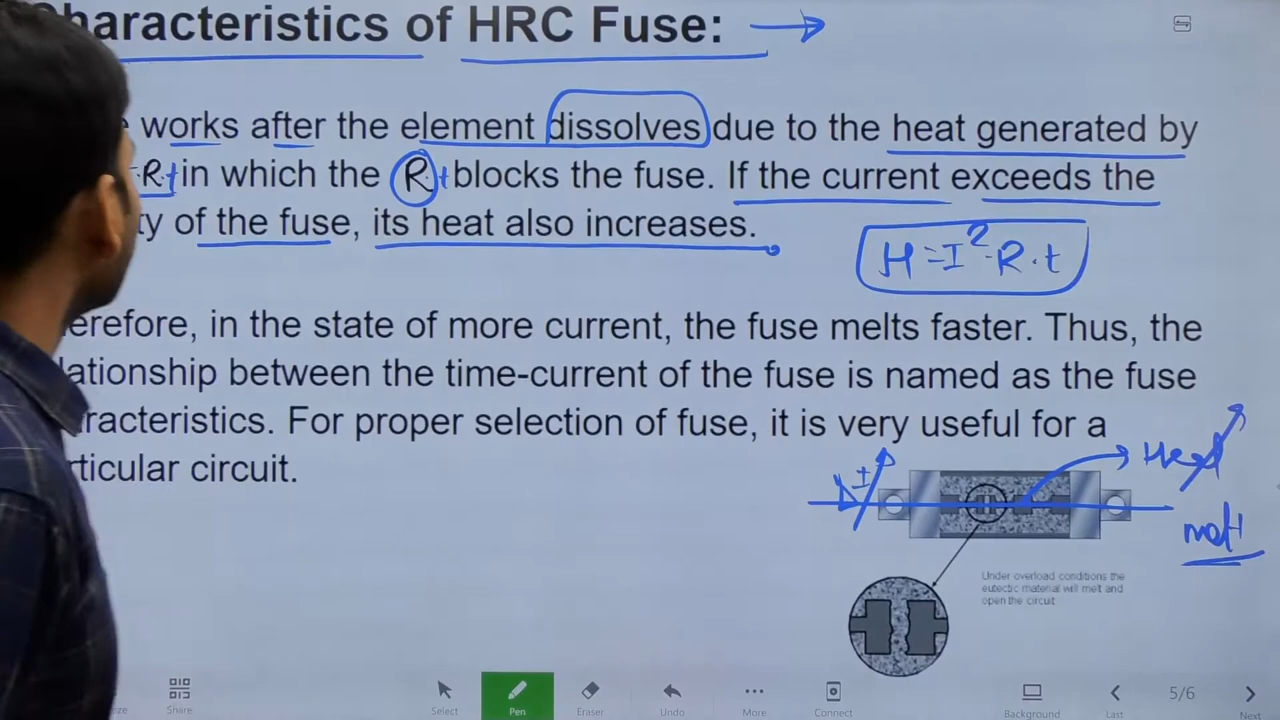 haracteristics of HRC Fuse:
works after the element dissolves due to the heat generated by
R t in which the R t blocks the fuse. If the current exceeds the
ty of the fuse, its heat also increases.
H = I² · R · t
erefore, in the state of more current, the fuse melts faster. Thus, the
lationship between the time-current of the fuse is named as the fuse
racteristics. For proper selection of fuse, it is very useful for a
rticular circuit.
I
Heat
melt
Under overload conditions the
eutectic material will melt and
open the circuit
Share
Select
Pen
Eraser
Undo
More
Connect
Background
Last
5/6
Next